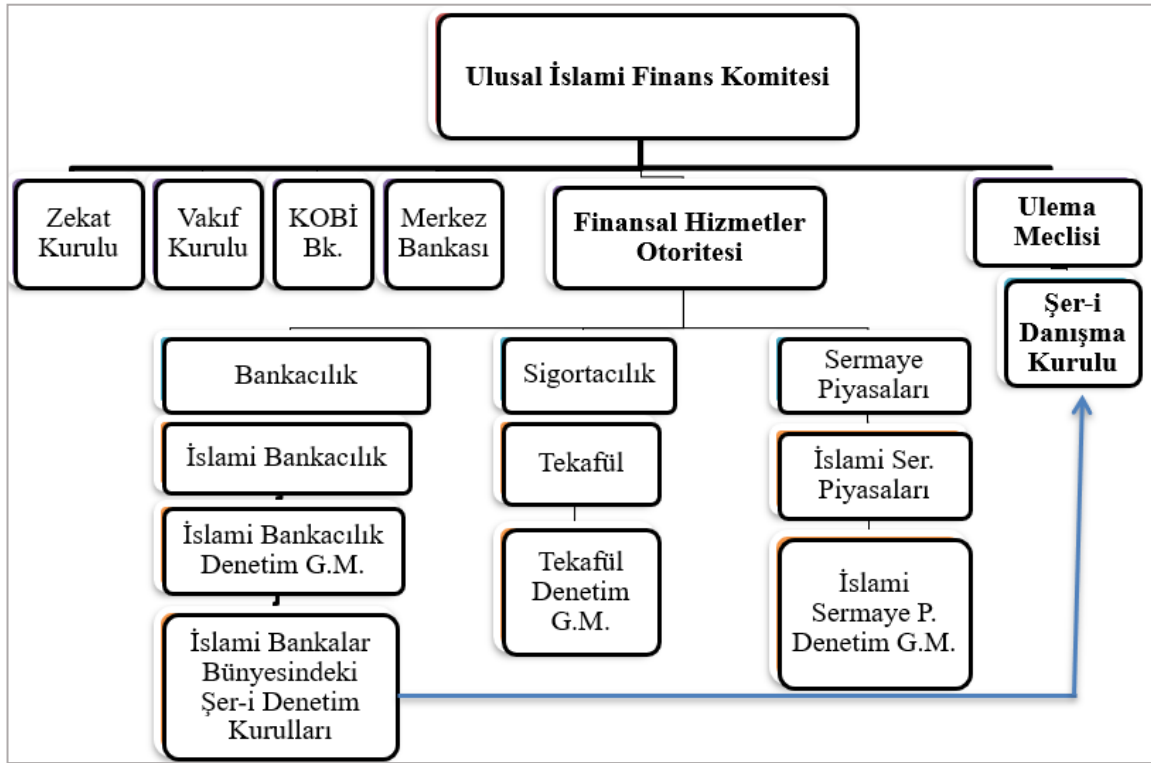 Ulusal İslami Finans Komitesi
Zekat
Kurulu
Vakıf
Kurulu
KOBİ
Bk.
Merkez
Bankası
Finansal Hizmetler
Otoritesi
Ulema
Meclisi
Şer-i
Danışma
Kurulu
Bankacılık
Sigortacılık
Sermaye
Piyasaları
İslami Bankacılık
Tekafül
İslami Ser.
Piyasaları
İslami Bankacılık
Denetim G.M.
Tekafül
Denetim
G.M.
İslami
Sermaye P.
Denetim G.M.
İslami Bankalar
Bünyesindeki
Şer-i Denetim
Kurulları